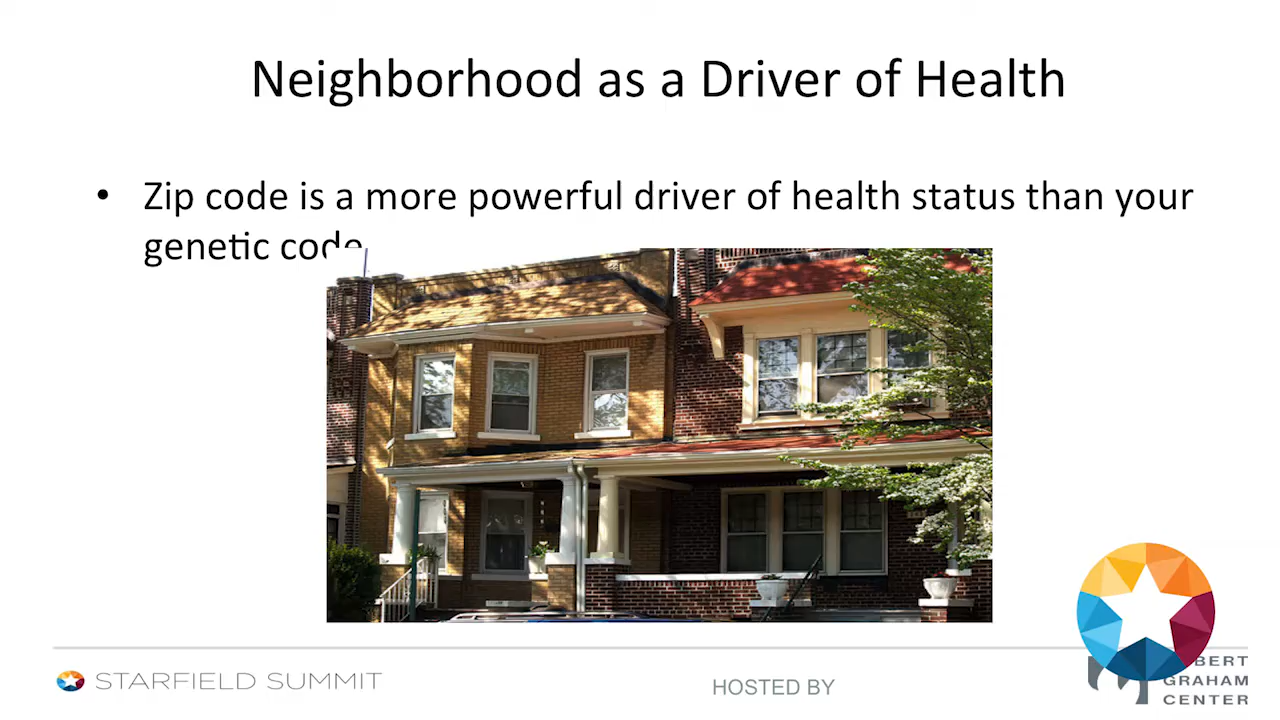 Neighborhood as a Driver of Health
• Zip code is a more powerful driver of health status than your
genetic code
STARFIELD SUMMIT
HOSTED BY
BERT
GRAHAM
CENTER